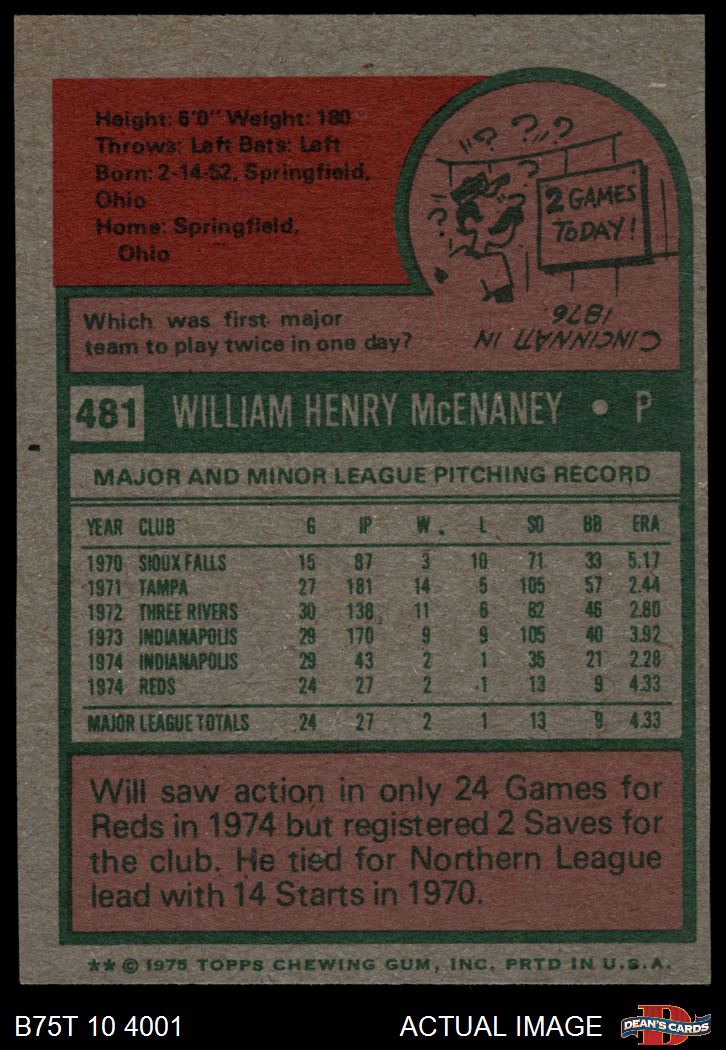 Height: 6'0" Weight: 180
Throws: Left Bats: Left
Born: 2-14-52, Springfield,
Ohio
Home: Springfield,
Ohio
? ? ? ? ?
2 GAMES
TODAY!
Which was first major
team to play twice in one day?
CINCINNATI IN
1876
481 WILLIAM HENRY McENANEY • P
MAJOR AND MINOR LEAGUE PITCHING RECORD
YEAR CLUB G IP W. L SO BB ERA
1970 SIOUX FALLS 15 87 3 10 71 33 5.17
1971 TAMPA 27 181 14 5 105 57 2.44
1972 THREE RIVERS 30 138 11 6 82 46 2.80
1973 INDIANAPOLIS 29 170 9 9 105 40 3.92
1974 INDIANAPOLIS 29 43 2 1 35 21 2.28
1974 REDS 24 27 2 1 13 9 4.33
MAJOR LEAGUE TOTALS 24 27 2 1 13 9 4.33
Will saw action in only 24 Games for
Reds in 1974 but registered 2 Saves for
the club. He tied for Northern League
lead with 14 Starts in 1970.
** © 1975 TOPPS CHEWING GUM, INC. PRTD IN U.S.A.
B75T 10 4001 ACTUAL IMAGE D DEAN'S CARDS